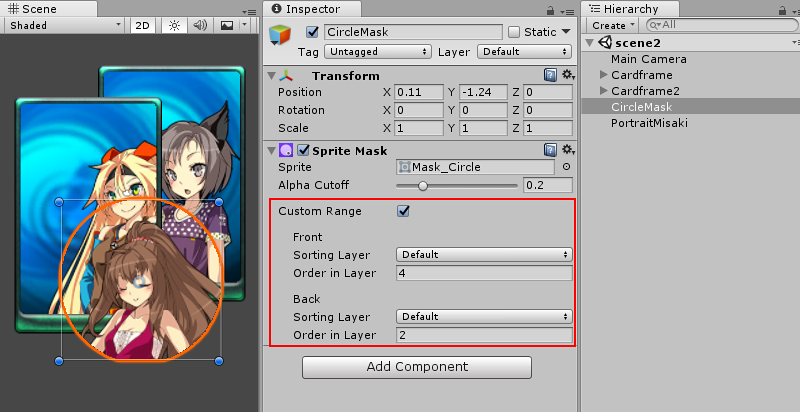 Scene
Shaded
2D
Inspector
CircleMask
Static
Tag Untagged Layer Default
Transform
Position X 0.11 Y -1.24 Z 0
Rotation X 0 Y 0 Z 0
Scale X 1 Y 1 Z 1
Sprite Mask
Sprite Mask_Circle
Alpha Cutoff 0.2
Custom Range
Front
Sorting Layer Default
Order in Layer 4
Back
Sorting Layer Default
Order in Layer 2
Add Component
Hierarchy
Create All
scene2
Main Camera
Cardframe
Cardframe2
CircleMask
PortraitMisaki